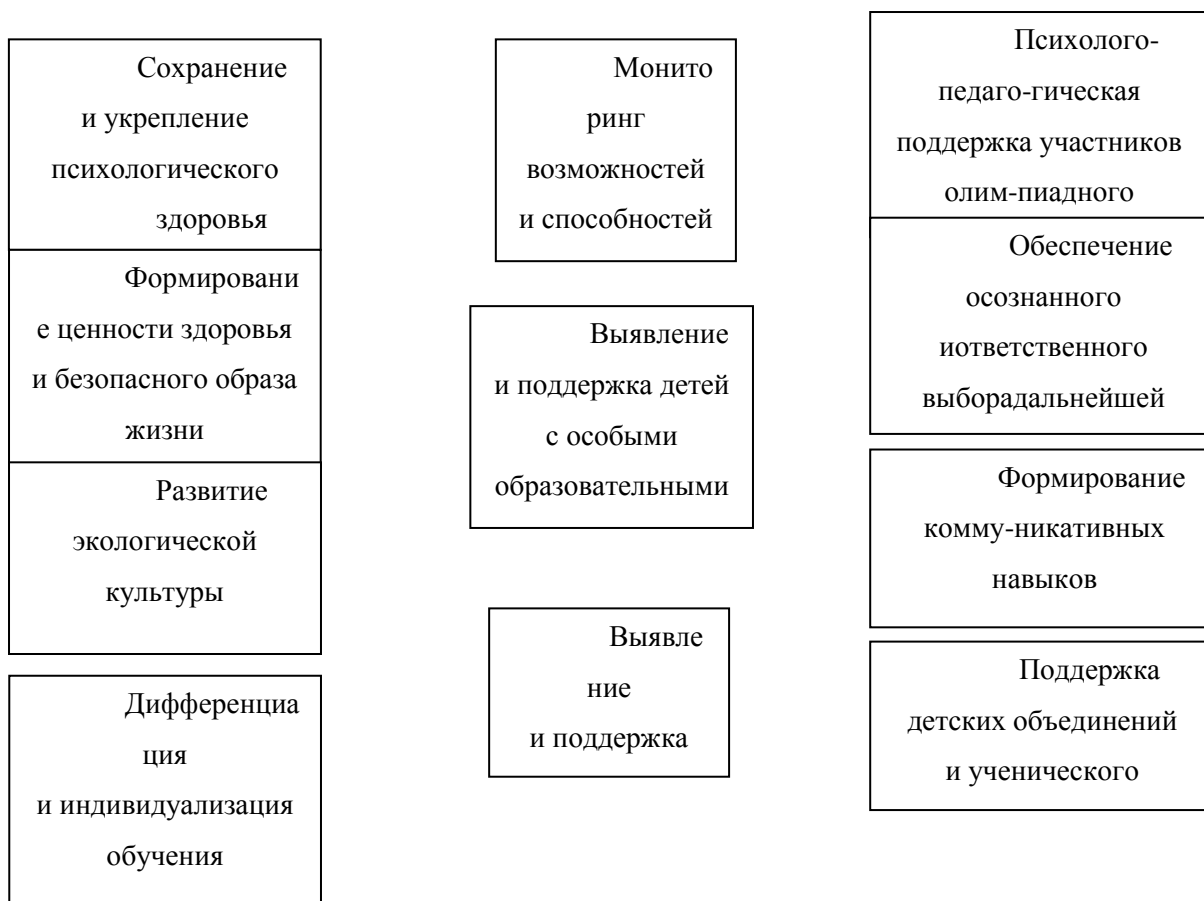 Сохранение
и укрепление
психологического
здоровья
Формировани
е ценности здоровья
и безопасного образа
жизни
Развитие
экологической
культуры
Дифференциа
ция
и индивидуализация
обучения
Монито
ринг
возможностей
и способностей
Выявление
и поддержка детей
с особыми
образовательными
Выявле
ние
и поддержка
Психолого-
педаго-гическая
поддержка участников
олим-пиадного
Обеспечение
осознанного
иответственного
выборадальнейшей
Формирование
комму-никативных
навыков
Поддержка
детских объединений
и ученического